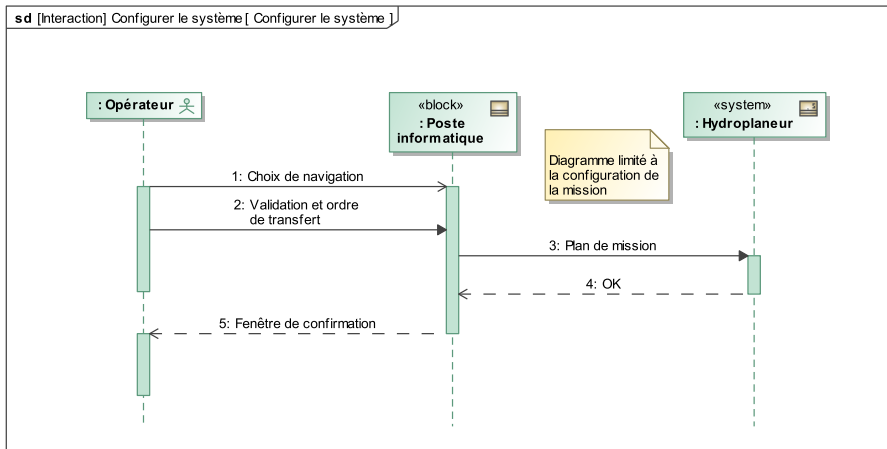 sd [Interaction] Configurer le système [ Configurer le système ]
: Opérateur
«block»
: Poste
informatique
«system»
: Hydroplaneur
Diagramme limité à
la configuration de
la mission
1: Choix de navigation
2: Validation et ordre
de transfert
3: Plan de mission
4: OK
5: Fenêtre de confirmation